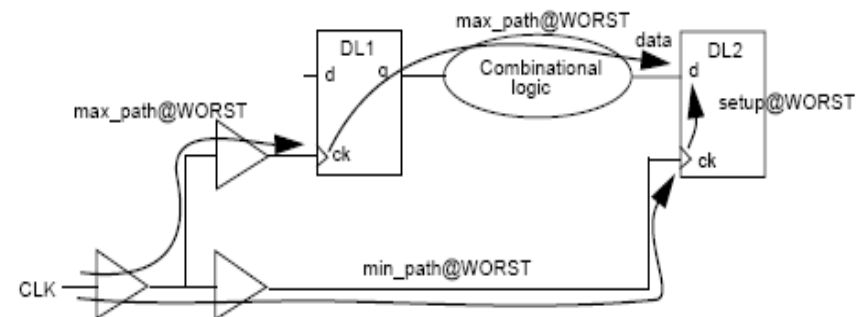 max_path@WORST
DL1
data
DL2
d
q
Combinational
logic
d
max_path@WORST
setup@WORST
ck
ck
min_path@WORST
CLK